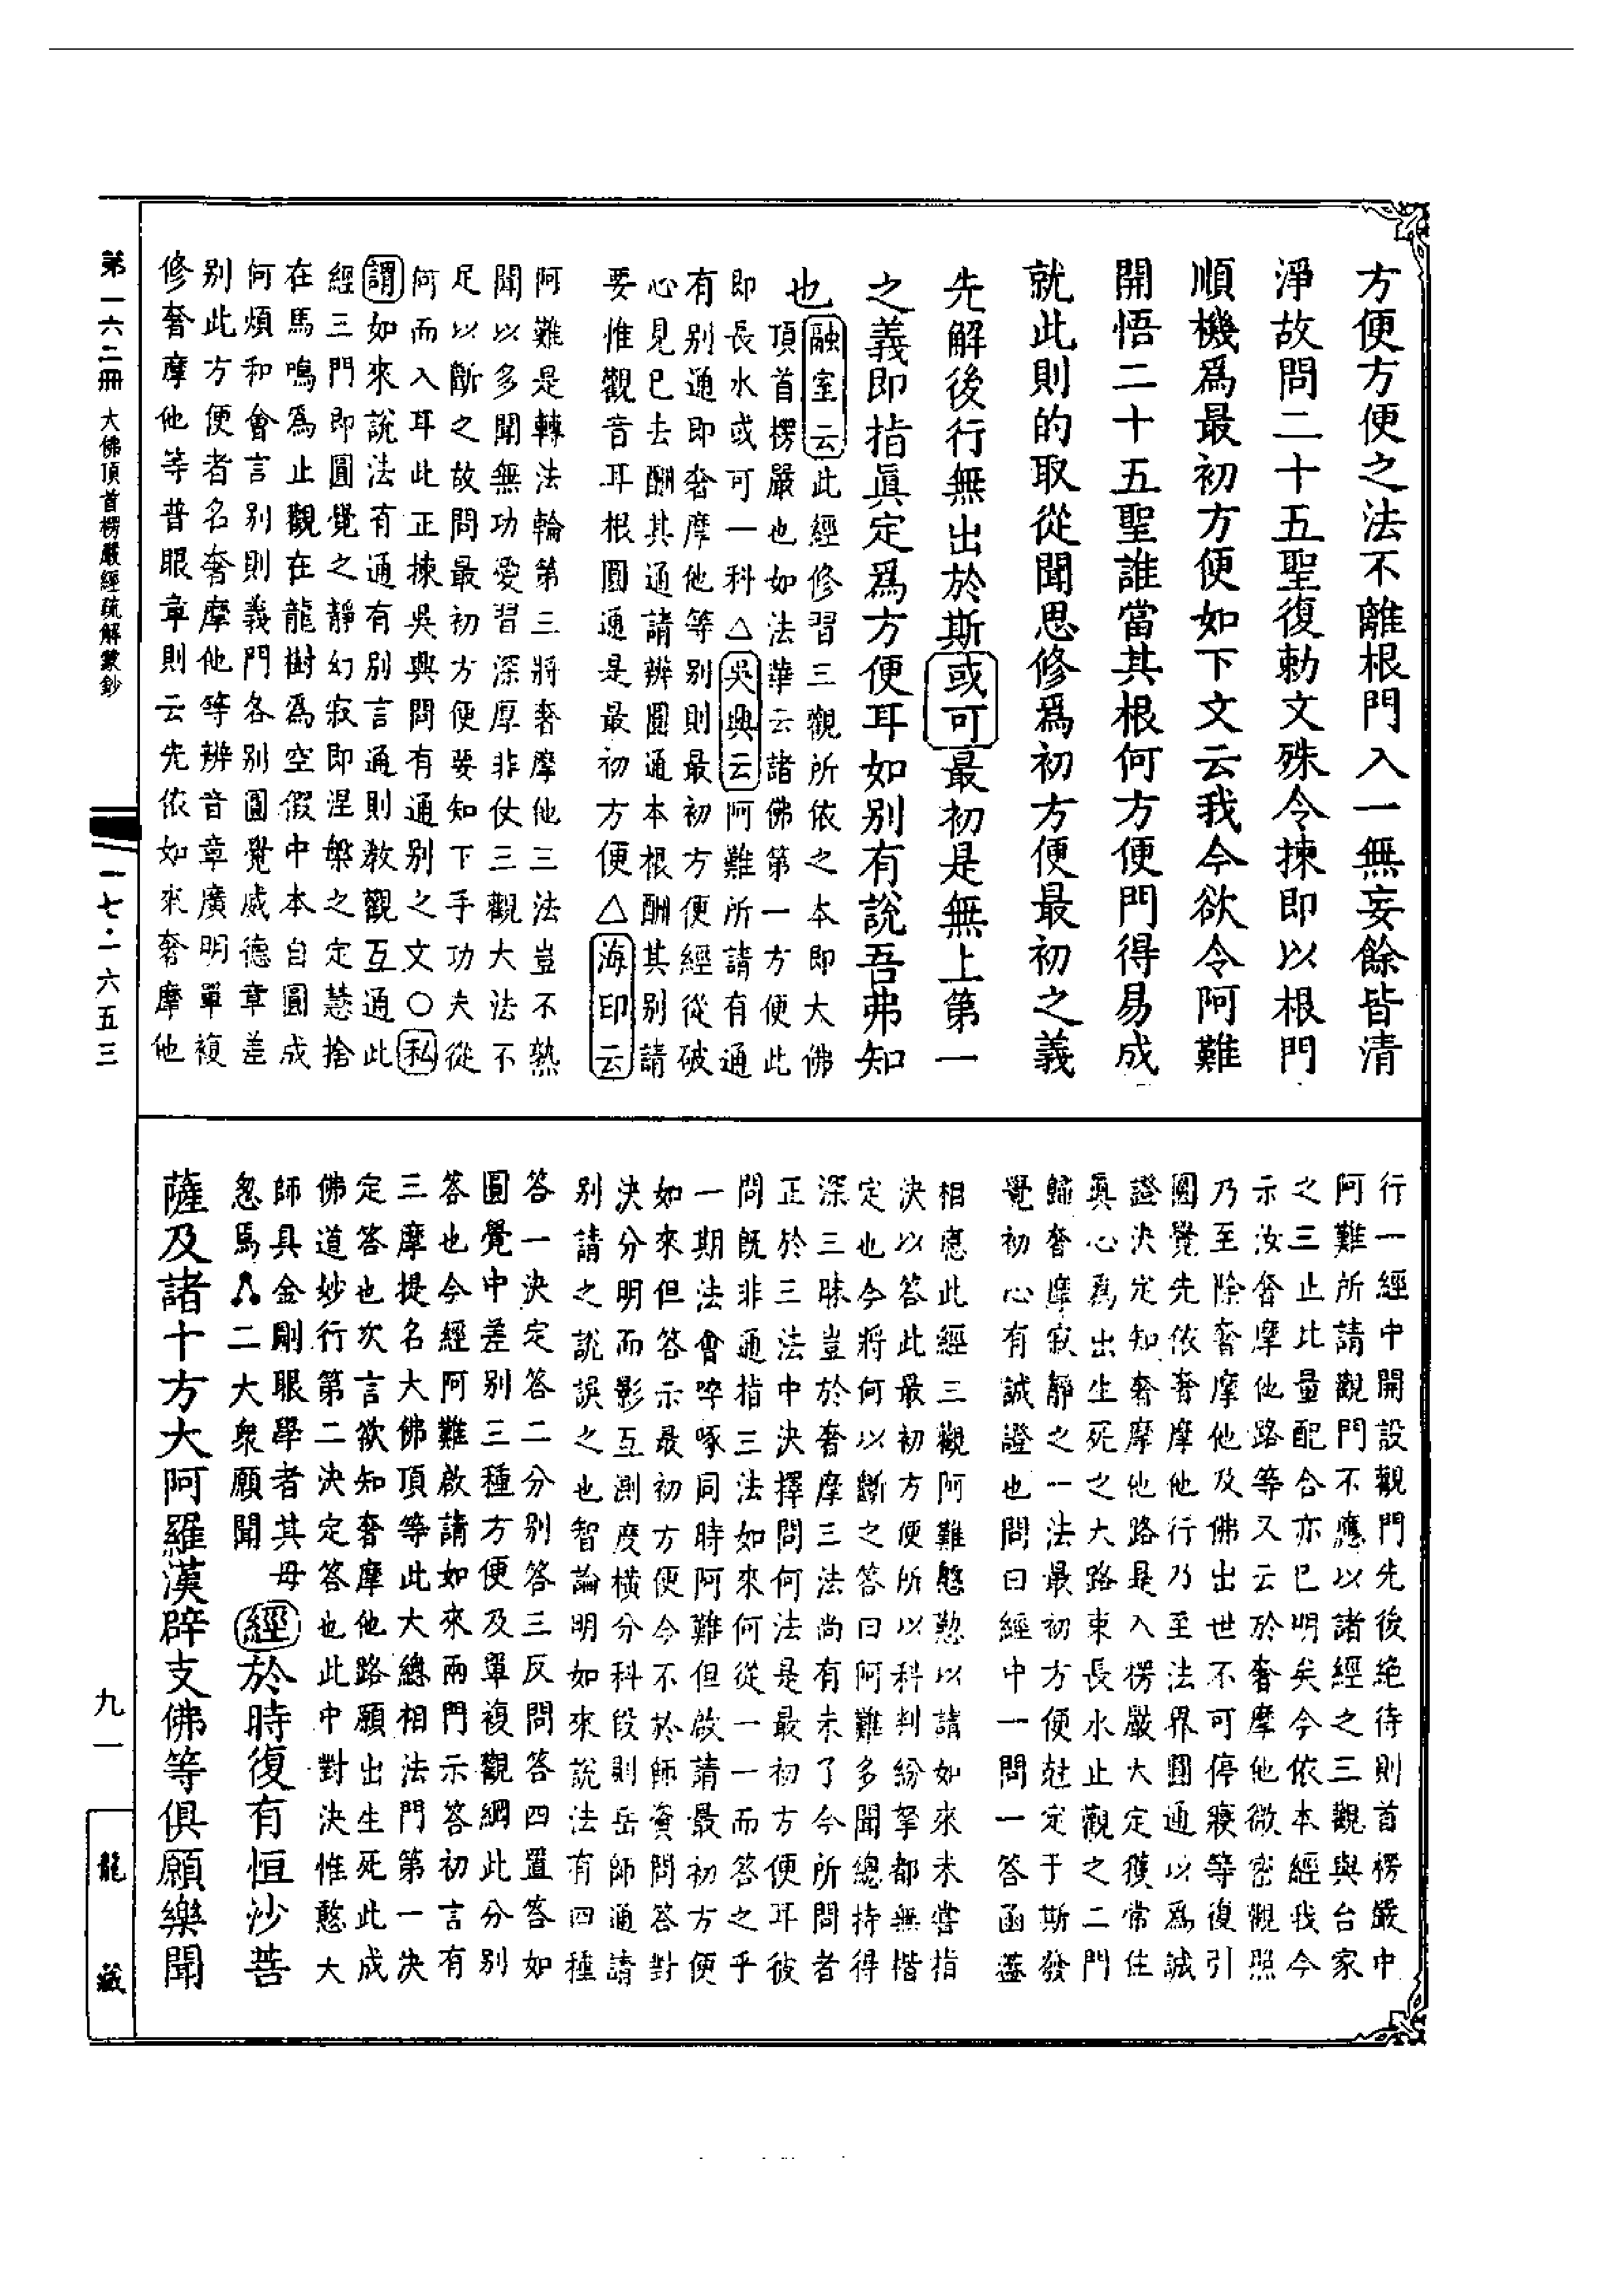 方便方便之法不離根門入一無妄餘皆清
淨故問二十五聖復勅文殊令揀即以根門
順機為最初方便如下文云我今欲令阿難
開悟二十五聖誰當其根何方便門得易成
就此則的取從聞思修為初方便最初之義
先解後行無出於斯或可最初是無上第一
之義即指眞定為方便耳如別有說吾弗知
也
融室云此經修習三觀所依之本即大佛
頂首楞嚴也如法華云諸佛第一方便此
即長水或可一科△吳興云阿難所請有通
有別通即奢摩他等別則最初方便經從破
心見已去酬其通請辨圓通本根酬其別請
要惟觀音耳根圓通是最初方便△海印云
阿難是轉法輪第三將奢摩他三法豈不熟
聞以多聞無功愛習深厚非仗三觀大法不
足以斷之故問最初方便要知下手功夫從
何而入耳此正揀吳興問有通別之文○私
謂如來說法有通有別言通則教觀互通此
經三門即圓覺之靜幻寂即涅槃之定慧捨
在馬鳴為止觀在龍樹為空假中本自圓成
何煩和會言別則義門各別圓覺威德章差
別此方便者名奢摩他等辨音章廣明單複
修奢摩他等普眼章則云先依如來奢摩他
第一六二冊 大佛頂首楞嚴經疏解蒙鈔
一七·一六五三
行一經中開設觀門先後絕待則首楞嚴中
阿難所請觀門不應以諸經之三觀與台家
之三止比量配合亦已明矣今依本經我今
示汝奢摩他路等又云於奢摩他微密觀照
乃至除奢摩他及佛出世不可停寢等復引
圓覺先依奢摩他行乃至法界圓通以為誠
證決定知奢摩他路是入楞嚴大定獲常住
眞心為出生死之大路東長水止觀之二門
歸奢摩寂靜之一法最初方便尅定于斯發
覺初心有誠證也問曰經中一問一答函蓋
相應此經三觀阿難慇懃以請如來未嘗指
決以答此最初方便所以科判紛拏都無楷
定也今將何以斷之答曰阿難多聞總持得
深三昧豈於奢摩三法尚有未了今所問者
正於三法中決擇問何法是最初方便耳彼
問旣非通指三法如來何從一一而答之乎
一期法會啐啄同時阿難但啟請最初方便
如來但答示最初方便今不於師資問答對
決分明而影互測度橫分科段則岳師通請
別請之說誤之也智論明如來說法有四種
答一決定答二分別答三反問答四置答如
圓覺中差別三種方便及單複觀綱此分別
答也今經阿難啟請如來兩門示答初言有
三摩提名大佛頂等此大總相法門第一決
定答也次言欲知奢摩他路願出生死此成
佛道妙行第二決定答也此中對決惟憨大
師具金剛眼學者其毋
忽焉
二大衆願聞
經於時復有恒沙菩
薩及諸十方大阿羅漢辟支佛等俱願樂聞
九一
龍藏